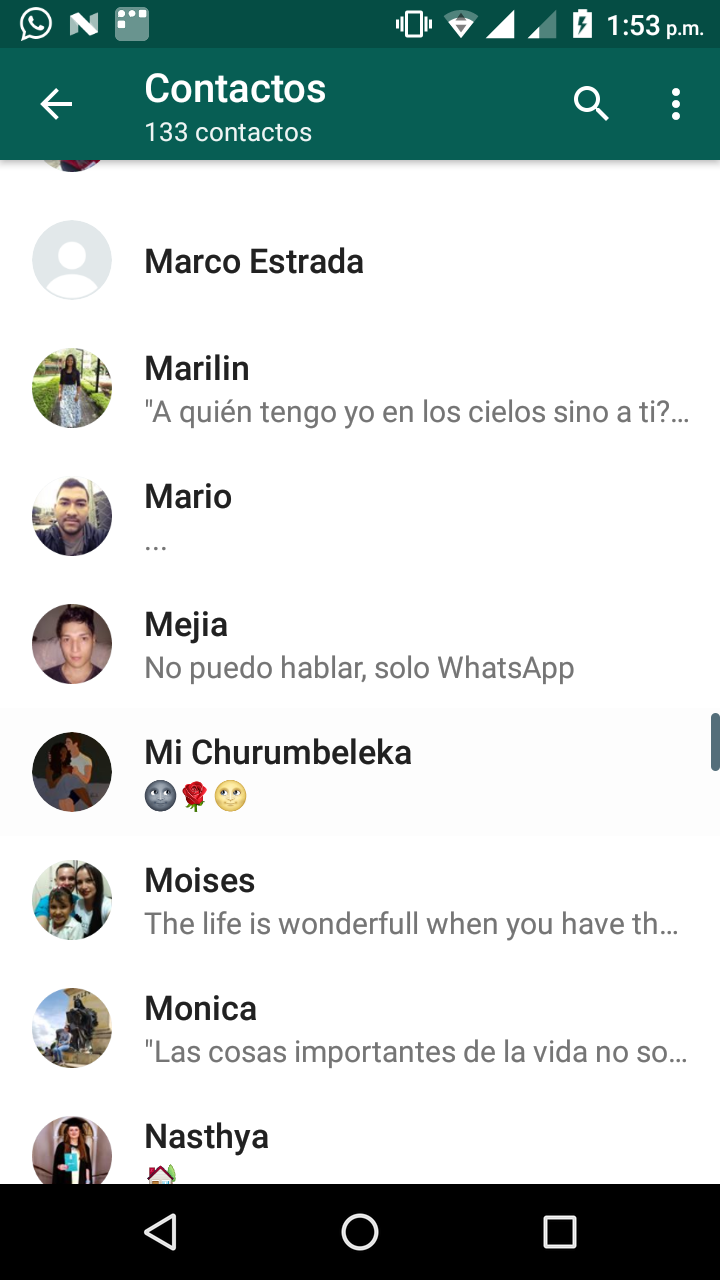 1:53 p.m.
Contactos
133 contactos
Marco Estrada
Marilin
"A quién tengo yo en los cielos sino a ti?...
Mario
...
Mejia
No puedo hablar, solo WhatsApp
Mi Churumbeleka
🌚🌹🌝
Moises
The life is wonderfull when you have th...
Monica
"Las cosas importantes de la vida no so...
Nasthya
🏡